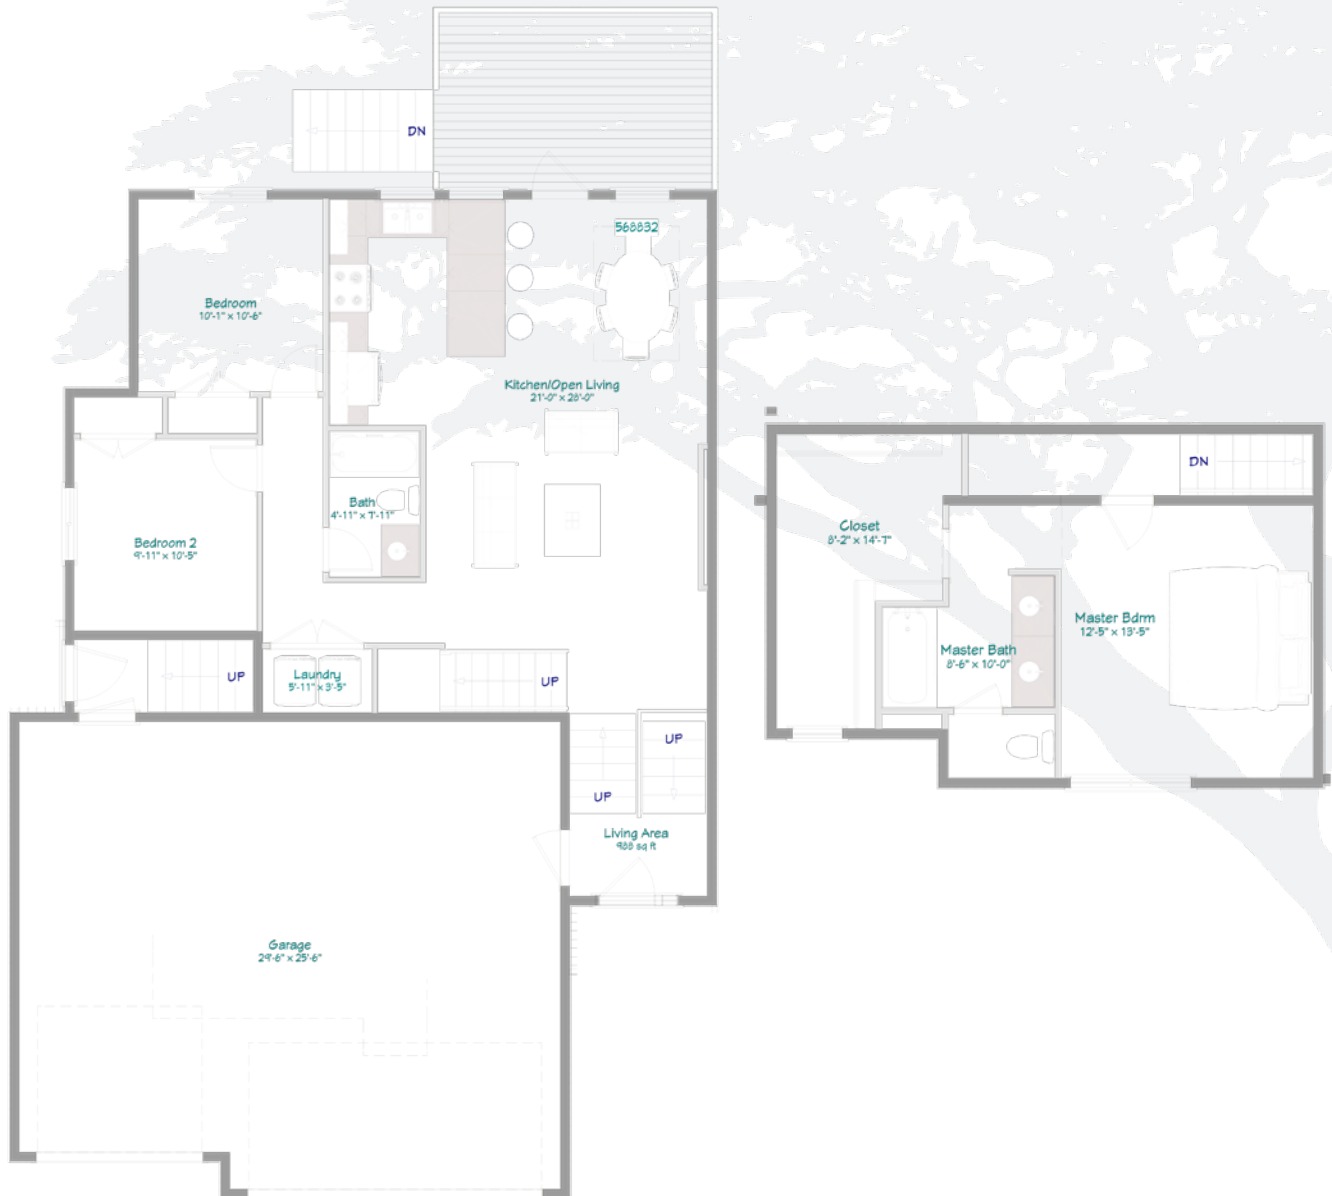 DN
568832
Bedroom
10'-1" x 10'-6"
Kitchen/Open Living
21'-0" x 28'-0"
DN
Bath
4'-11" x 7'-11"
Closet
8'-2" x 14'-7"
Bedroom 2
9'-11" x 10'-5"
Master Bdrm
12'-5" x 13'-5"
Master Bath
8'-6" x 10'-0"
UP
Laundry
5'-11" x 3'-5"
UP
UP
UP
Living Area
988 sq ft
Garage
29'-6" x 25'-6"